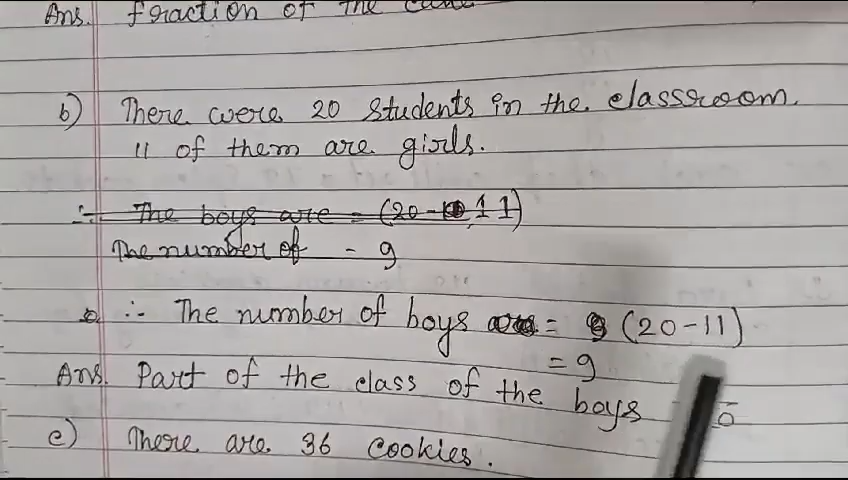 Ans. fraction of the
b) There were 20 students in the classroom.
11 of them are girls.
∴ The boys are = (20-11)
The number of - 9
∴ The number of boys = (20-11)
= 9
Ans. Part of the class of the boys
c) There are 36 cookies.